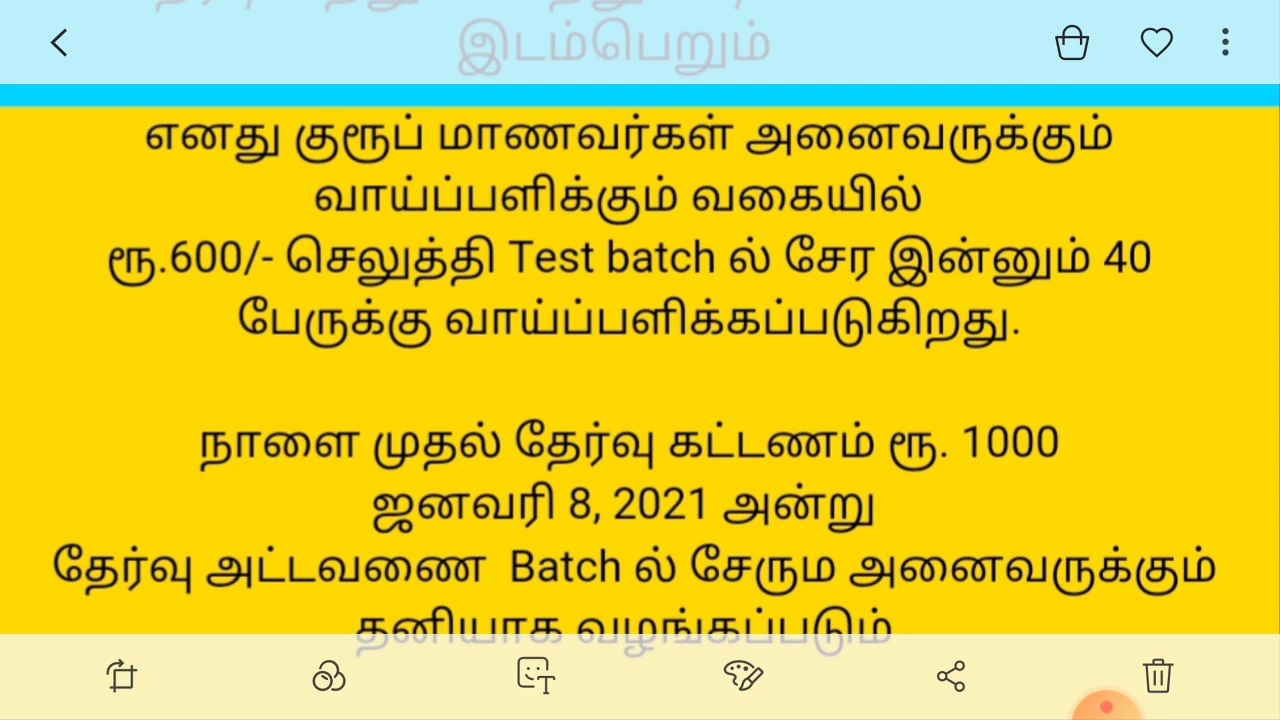 இடம்பெறும்
எனது குரூப் மாணவர்கள் அனைவருக்கும்
வாய்ப்பளிக்கும் வகையில்
ரூ.600/- செலுத்தி Test batch ல் சேர இன்னும் 40
பேருக்கு வாய்ப்பளிக்கப்படுகிறது.
நாளை முதல் தேர்வு கட்டணம் ரூ. 1000
ஜனவரி 8, 2021 அன்று
தேர்வு அட்டவணை Batch ல் சேரும அனைவருக்கும்
தனியாக வழங்கப்படும்